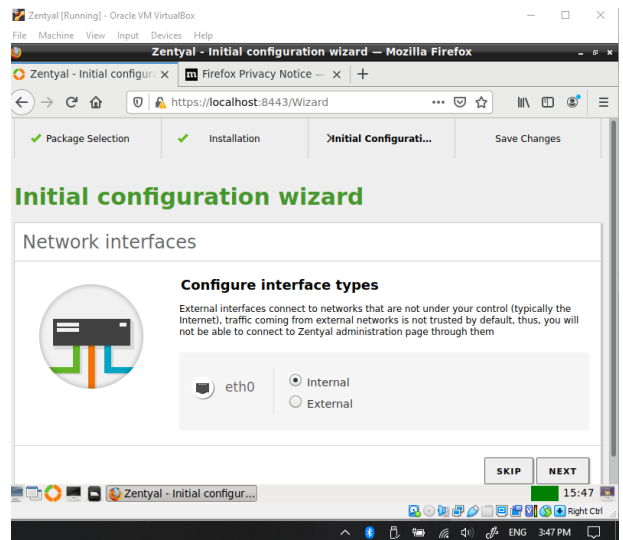 Zentyal [Running] - Oracle VM VirtualBox
File Machine View Input Devices Help
Zentyal - Initial configuration wizard — Mozilla Firefox
Zentyal - Initial configur
Firefox Privacy Notice —
https://localhost:8443/Wizard
Package Selection
Installation
Initial Configurati...
Save Changes
Initial configuration wizard
Network interfaces
Configure interface types
External interfaces connect to networks that are not under your control (typically the
Internet), traffic coming from external networks is not trusted by default, thus, you will
not be able to connect to Zentyal administration page through them
eth0
Internal
External
SKIP NEXT
Zentyal - Initial configur...
15:47
Right Ctrl
ENG 3:47 PM